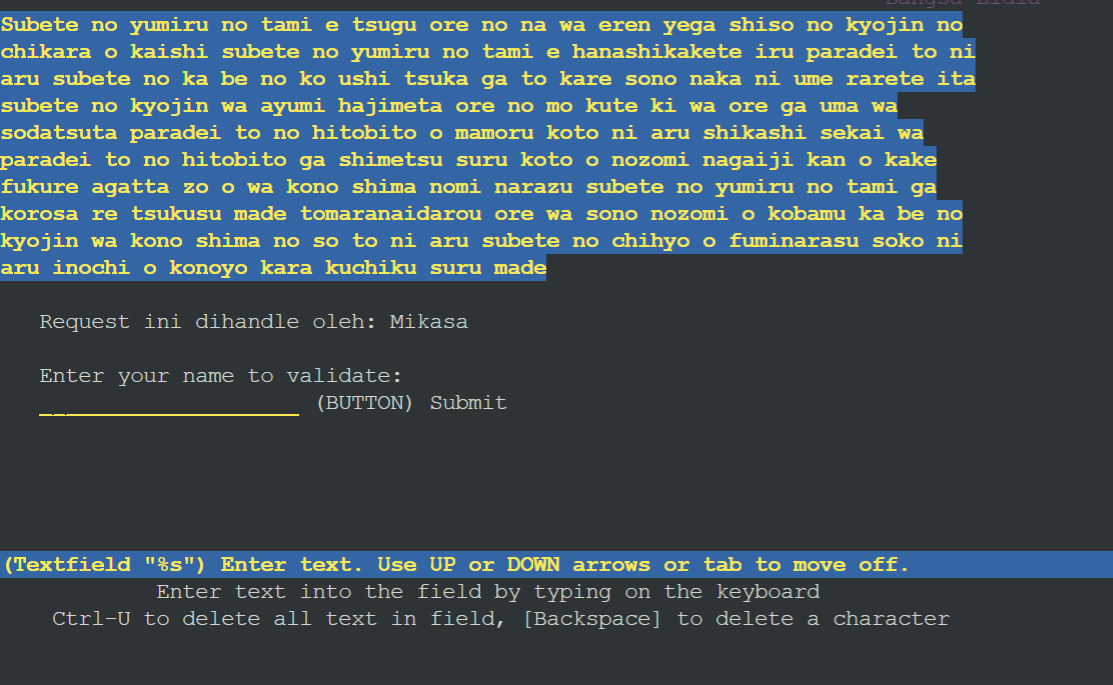 Bangsa Eldia
Subete no yumiru no tami e tsugu ore no na wa eren yega shiso no kyojin no
chikara o kaishi subete no yumiru no tami e hanashikakete iru paradei to ni
aru subete no ka be no ko ushi tsuka ga to kare sono naka ni ume rarete ita
subete no kyojin wa ayumi hajimeta ore no mo kute ki wa ore ga uma wa
sodatsuta paradei to no hitobito o mamoru koto ni aru shikashi sekai wa
paradei to no hitobito ga shimetsu suru koto o nozomi nagaiji kan o kake
fukure agatta zo o wa kono shima nomi narazu subete no yumiru no tami ga
korosa re tsukusu made tomaranaidarou ore wa sono nozomi o kobamu ka be no
kyojin wa kono shima no so to ni aru subete no chihyo o fuminarasu soko ni
aru inochi o konoyo kara kuchiku suru made
Request ini dihandle oleh: Mikasa
Enter your name to validate:
(BUTTON) Submit
(Textfield "%s") Enter text. Use UP or DOWN arrows or tab to move off.
Enter text into the field by typing on the keyboard
Ctrl-U to delete all text in field, [Backspace] to delete a character